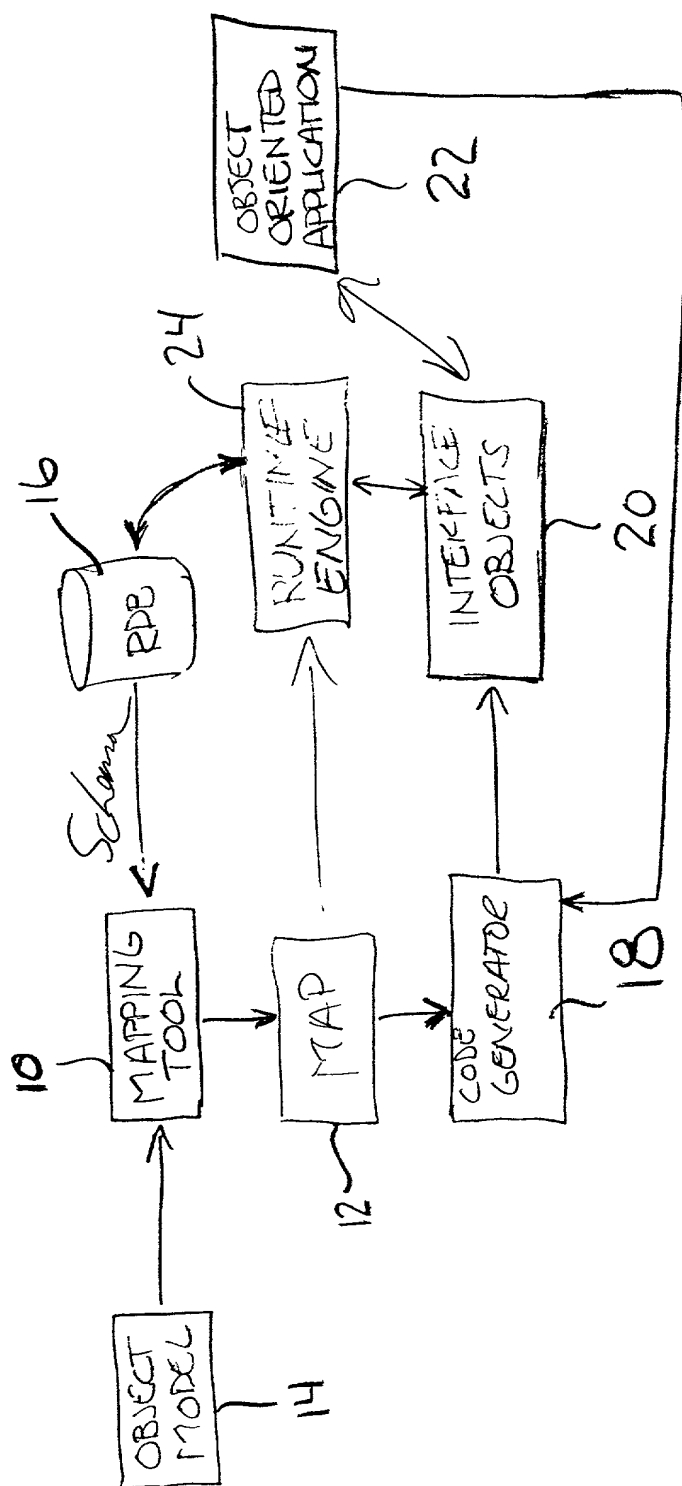 OBJECT
MODEL
14
10
MAPPING
TOOL
Schema
RDB
16
MAP
12
RUNTIME
ENGINE
24
CODE
GENERATOR
18
INTERFACE
OBJECTS
20
OBJECT
ORIENTED
APPLICATION
22